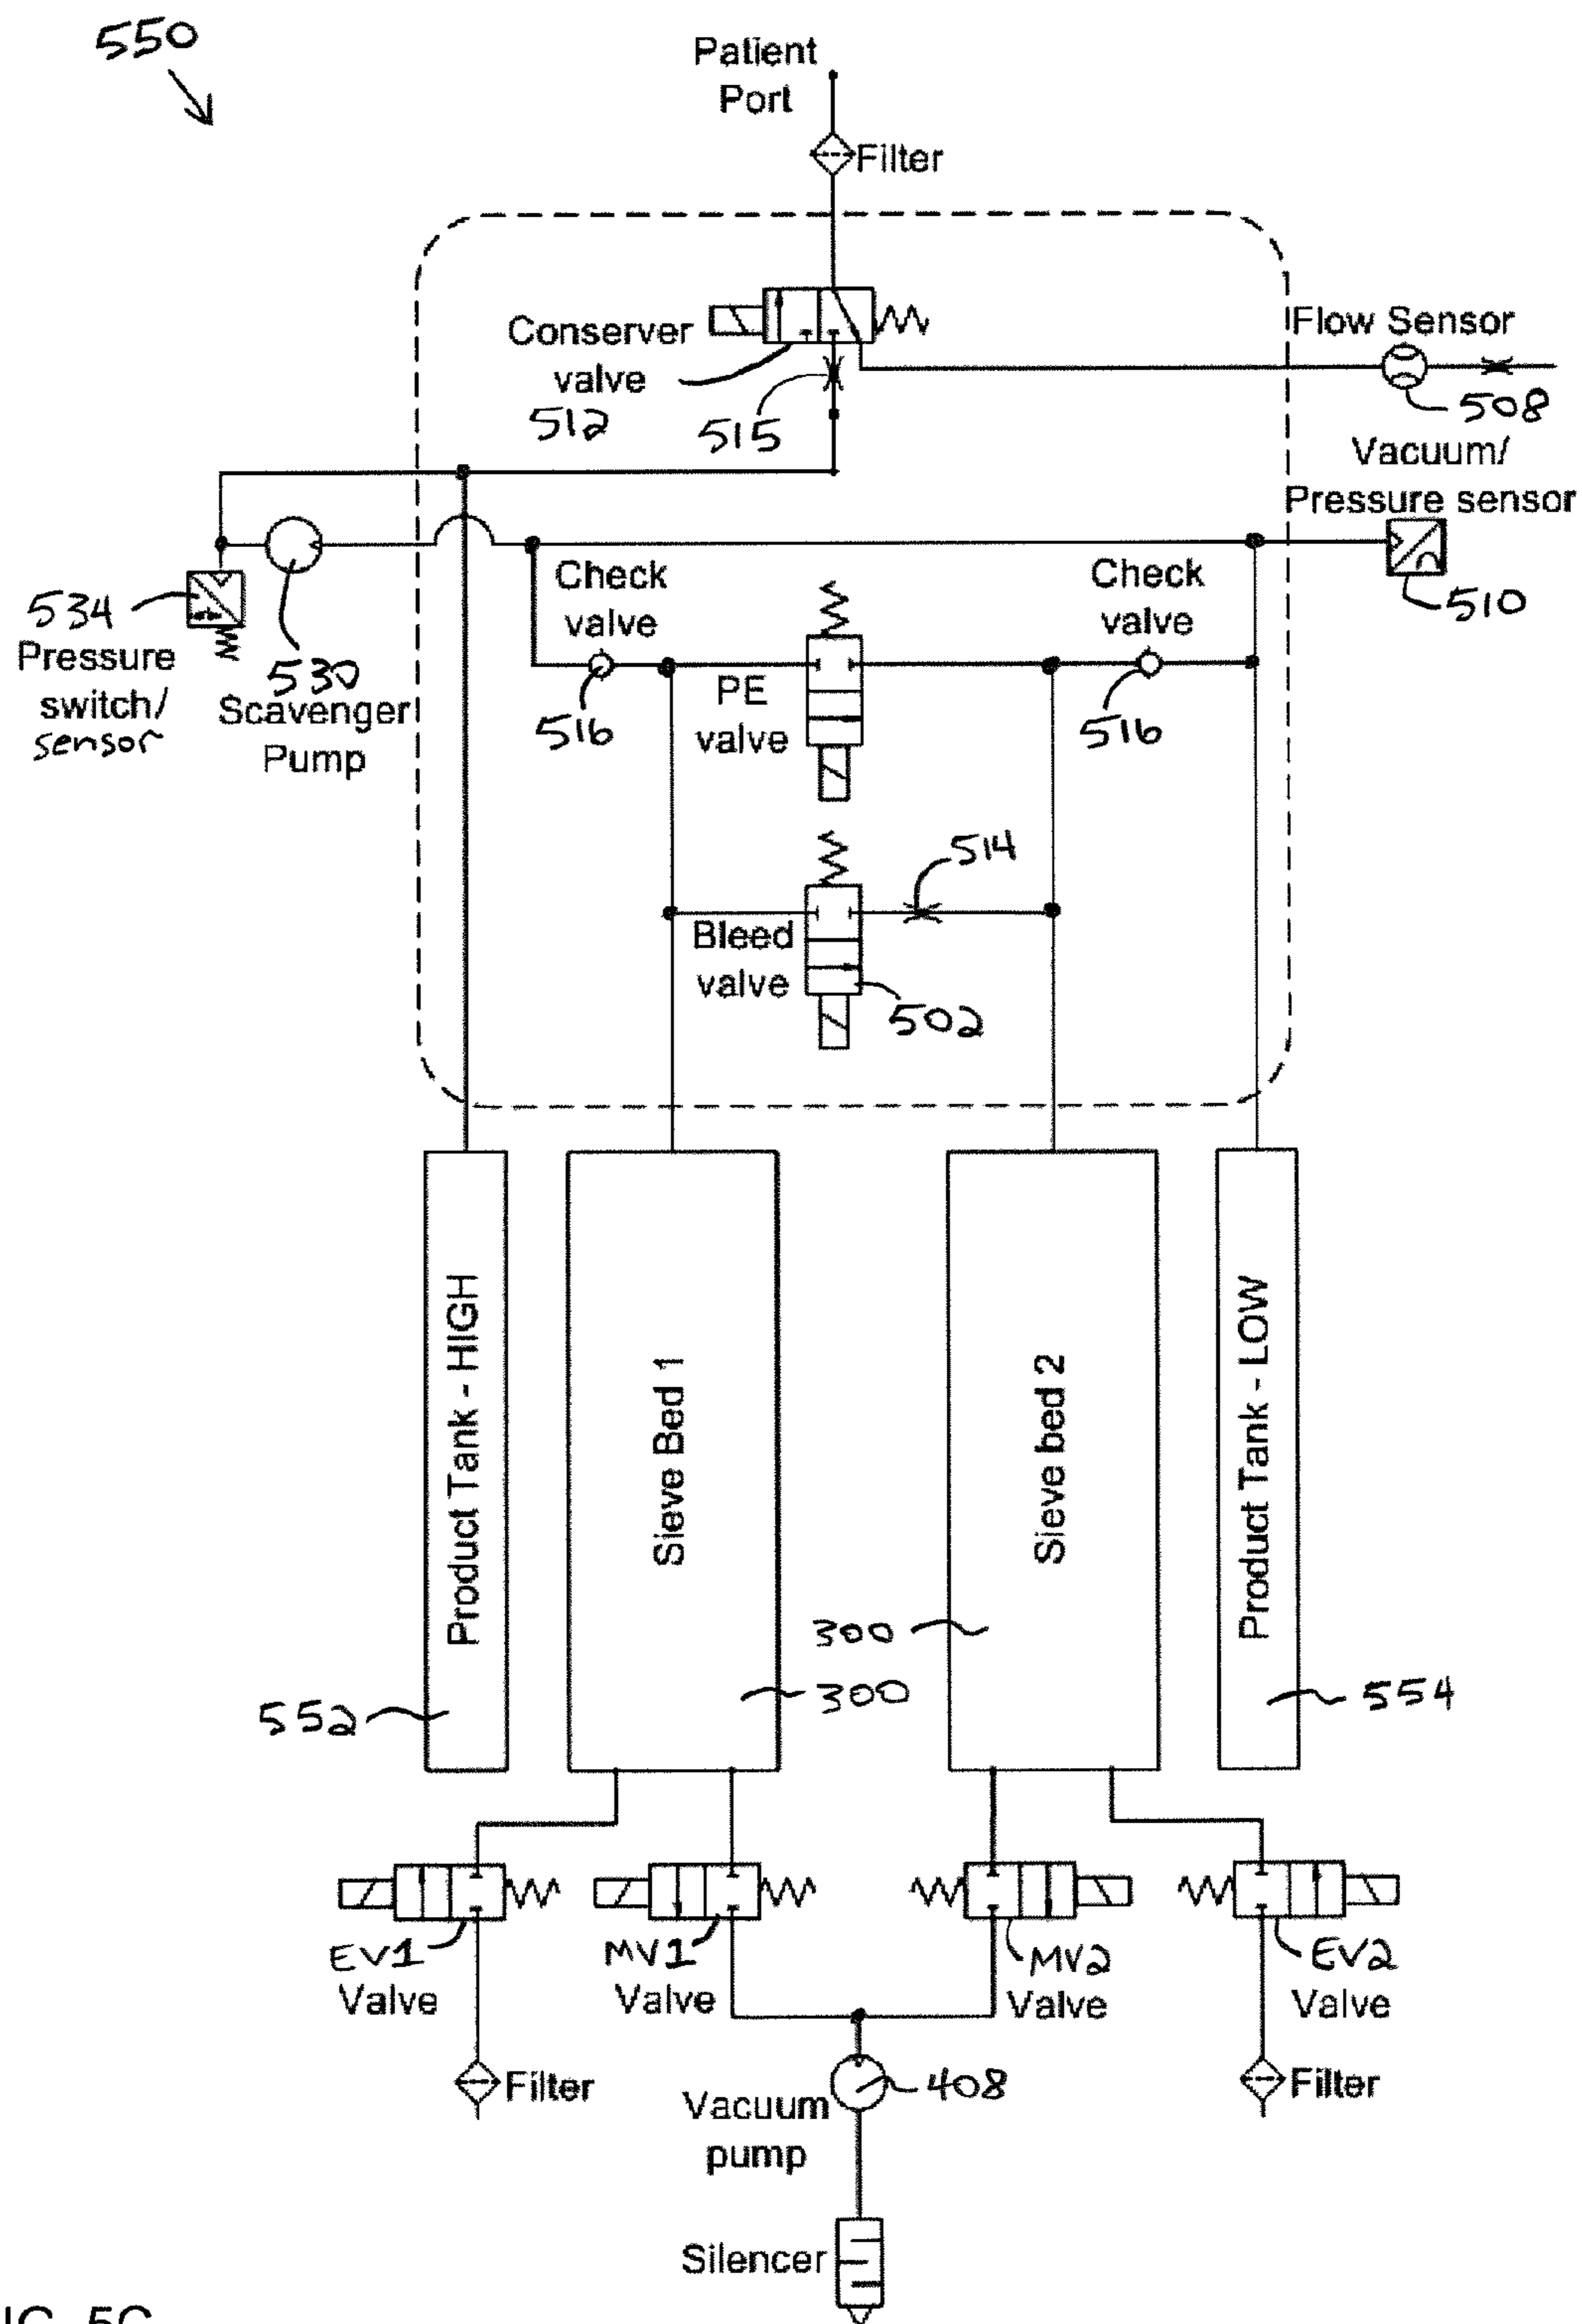 550
Patient
Port
Filter
Conserver
valve
512
515
Flow Sensor
508
Vacuum/
Pressure sensor
510
534
Pressure
switch/
sensor
530
Scavenger
Pump
Check
valve
516
PE
valve
Check
valve
516
514
Bleed
valve
502
Product Tank - HIGH
Sieve Bed 1
Sieve bed 2
Product Tank - LOW
552
300
300
554
EV1
Valve
MV1
Valve
MV2
Valve
EV2
Valve
Filter
Vacuum
pump
408
Filter
Silencer